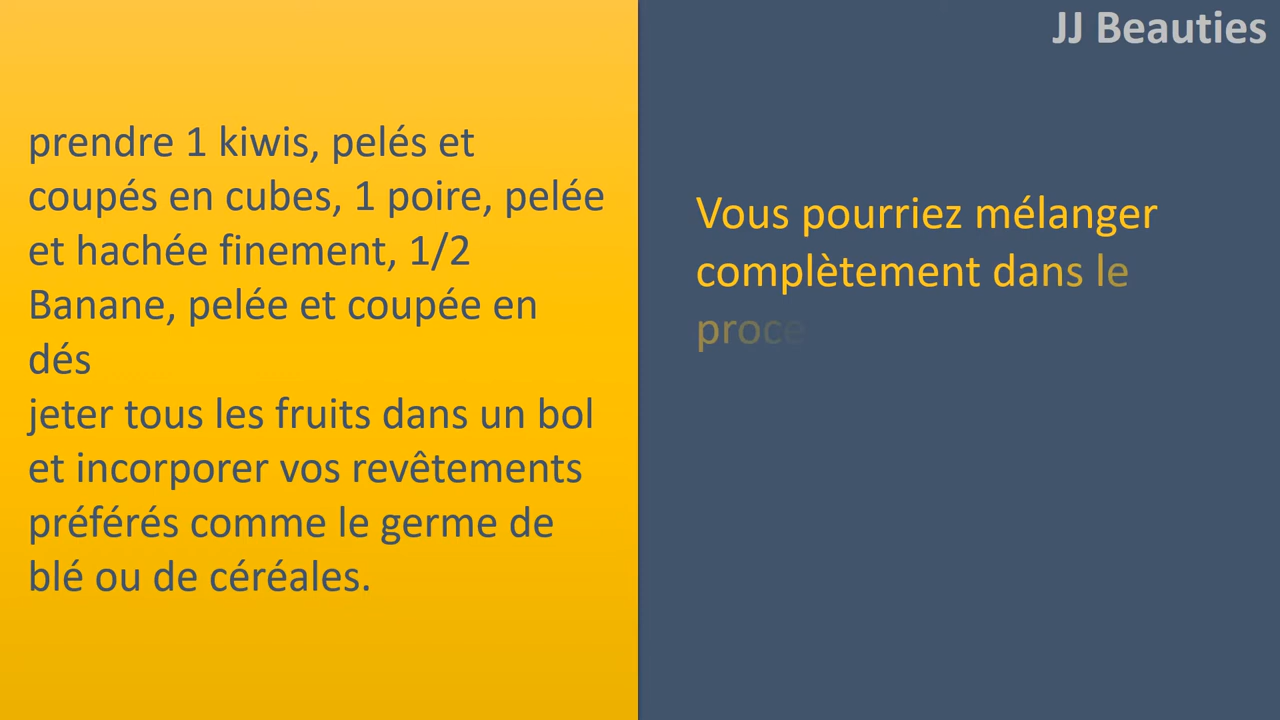 JJ Beauties
prendre 1 kiwis, pelés et
coupés en cubes, 1 poire, pelée
et hachée finement, 1/2
Banane, pelée et coupée en
dés
jeter tous les fruits dans un bol
et incorporer vos revêtements
préférés comme le germe de
blé ou de céréales.
Vous pourriez mélanger
complètement dans le
proce